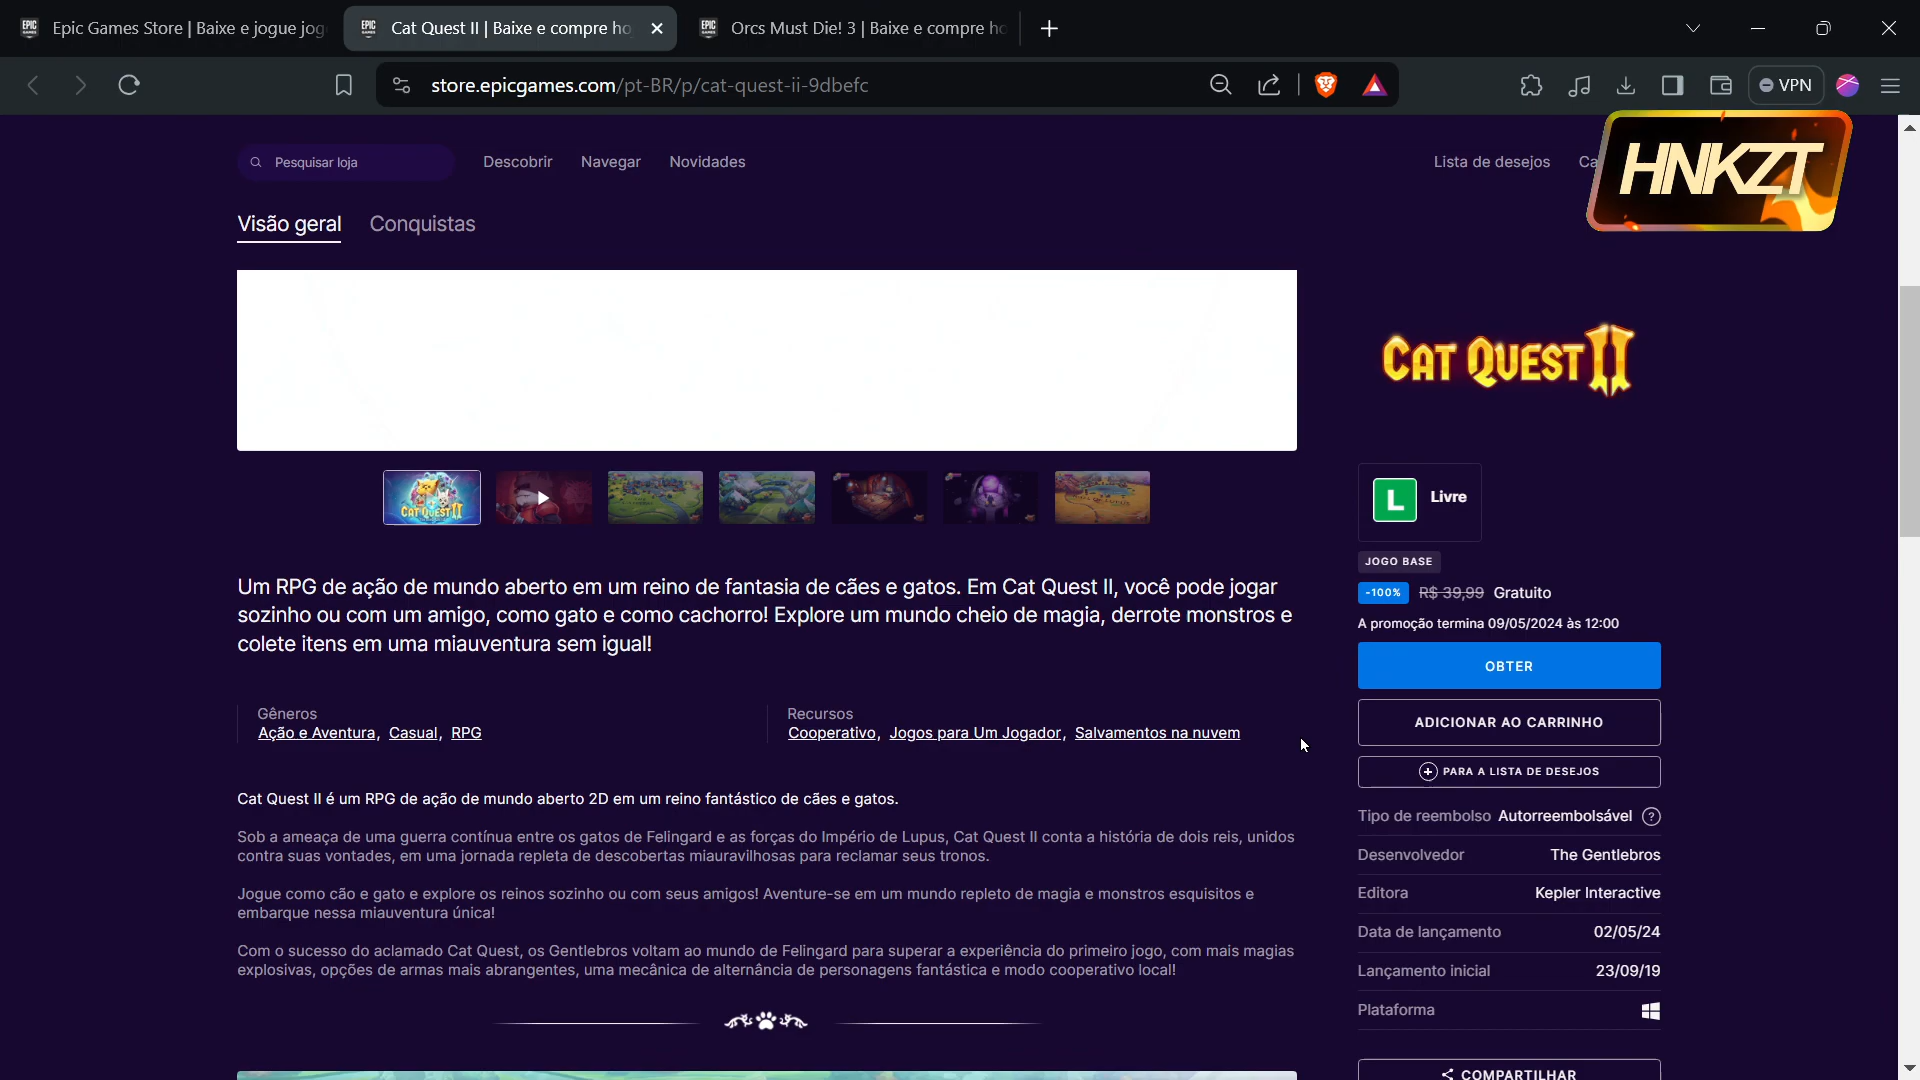 Epic Games Store | Baixe e jogue jog
Cat Quest II | Baixe e compre ho
Orcs Must Die! 3 | Baixe e compre ho
store.epicgames.com/pt-BR/p/cat-quest-ii-9dbefc
VPN
Pesquisar loja
Descobrir
Navegar
Novidades
Lista de desejos
Ca
HNKZT
Visão geral
Conquistas
CAT QUEST II
CAT QUEST II
L
Livre
JOGO BASE
-100% R$ 39,99 Gratuito
A promoção termina 09/05/2024 às 12:00
OBTER
ADICIONAR AO CARRINHO
PARA A LISTA DE DESEJOS
Tipo de reembolso Autorreembolsável ?
Desenvolvedor The Gentlebros
Editora Kepler Interactive
Data de lançamento 02/05/24
Lançamento inicial 23/09/19
Plataforma
COMPARTILHAR
Um RPG de ação de mundo aberto em um reino de fantasia de cães e gatos. Em Cat Quest II, você pode jogar
sozinho ou com um amigo, como gato e como cachorro! Explore um mundo cheio de magia, derrote monstros e
colete itens em uma miauventura sem igual!
Gêneros
Ação e Aventura, Casual, RPG
Recursos
Cooperativo, Jogos para Um Jogador, Salvamentos na nuvem
Cat Quest II é um RPG de ação de mundo aberto 2D em um reino fantástico de cães e gatos.
Sob a ameaça de uma guerra contínua entre os gatos de Felingard e as forças do Império de Lupus, Cat Quest II conta a história de dois reis, unidos
contra suas vontades, em uma jornada repleta de descobertas miauravilhosas para reclamar seus tronos.
Jogue como cão e gato e explore os reinos sozinho ou com seus amigos! Aventure-se em um mundo repleto de magia e monstros esquisitos e
embarque nessa miauventura única!
Com o sucesso do aclamado Cat Quest, os Gentlebros voltam ao mundo de Felingard para superar a experiência do primeiro jogo, com mais magias
explosivas, opções de armas mais abrangentes, uma mecânica de alternância de personagens fantástica e modo cooperativo local!